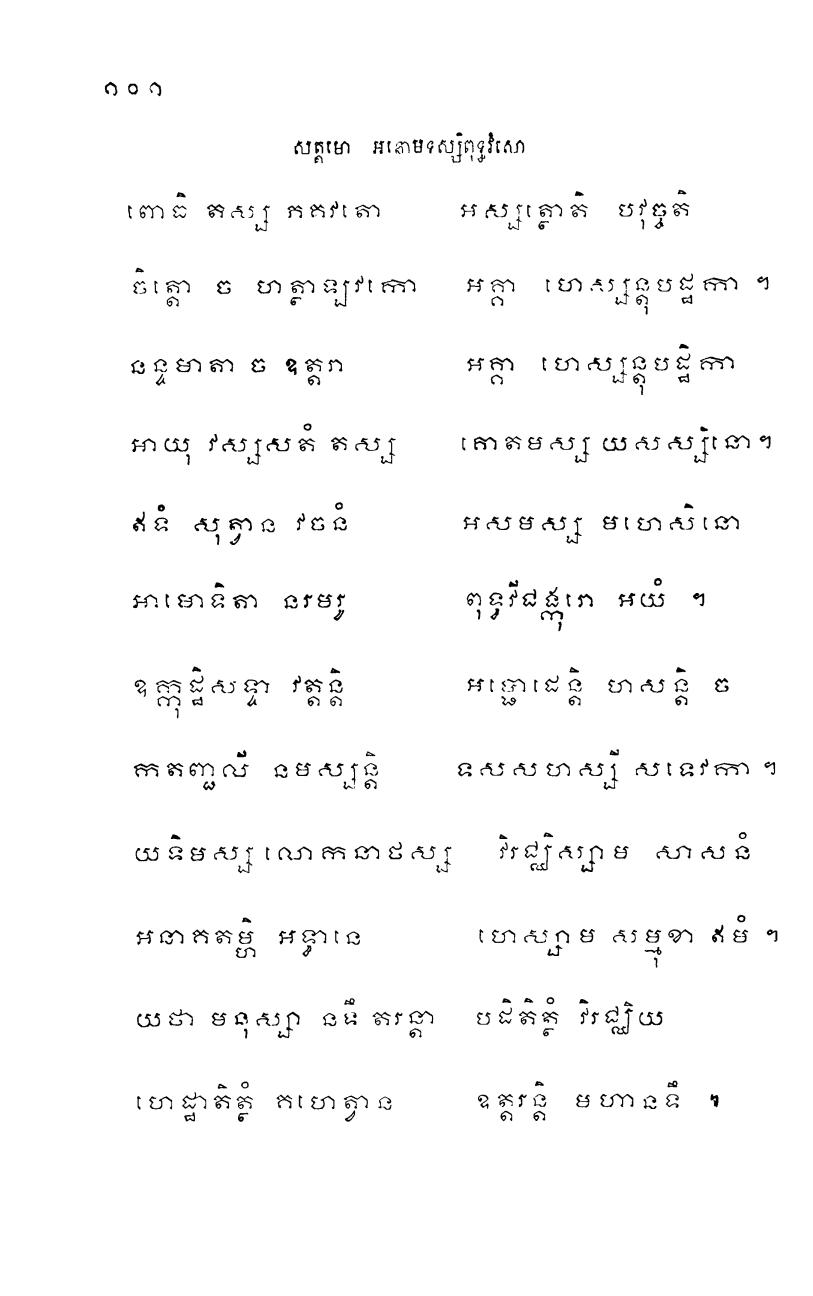 ១០១
សត្តមោ អនោមទស្សិពុទ្ធវំសោ
ពោធិ តស្ស ភគវតោ អស្សត្ថោតិ បវុច្ចតិ
ចិត្តោ ច ហត្ថាឡ្បវកោ អគ្គា ហេស្សន្តុបដ្ឋកា ។
នន្ទមាតា ច ឧត្តរា អគ្គា ហេស្សន្តុបដ្ឋិកា
អាយុ វស្សសតំ តស្ស គោតមស្ស យសស្សិនោ។
ឥទំ សុត្វាន វចនំ អសមស្ស មហេសិនោ
អាមោទិតា នរមរូ ពុទ្ធវីជង្កុរោ អយំ ។
ឧក្កុដ្ឋិសទ្ទា វត្តន្តិ អប្ផោដេន្តិ ហសន្តិ ច
កតញ្ជលី នមស្សន្តិ ទសសហស្សី សទេវកា ។
យទិមស្ស លោកនាថស្ស វិរជ្ឈិស្សាម សាសនំ
អនាគតម្ហិ អទ្ធានេ ហេស្សាម សម្មុខា ឥមំ ។
យថា មនុស្សា នទឹ តរន្តា បដិតិត្ថំ វិរជ្ឈិយ
ហេដ្ឋាតិត្ថំ គហេត្វាន ឧត្តរន្តិ មហានទឹ ។